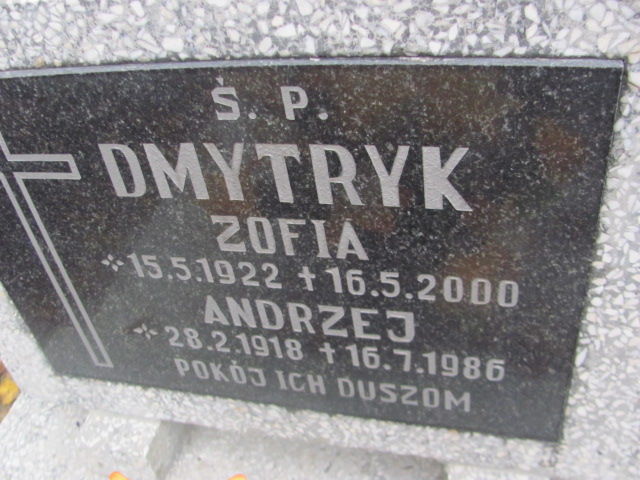 Ś. P.
DMYTRYK
ZOFIA
*15.5.1922 †16.5.2000
ANDRZEJ
*28.2.1918 †16.7.1986
POKÓJ ICH DUSZOM